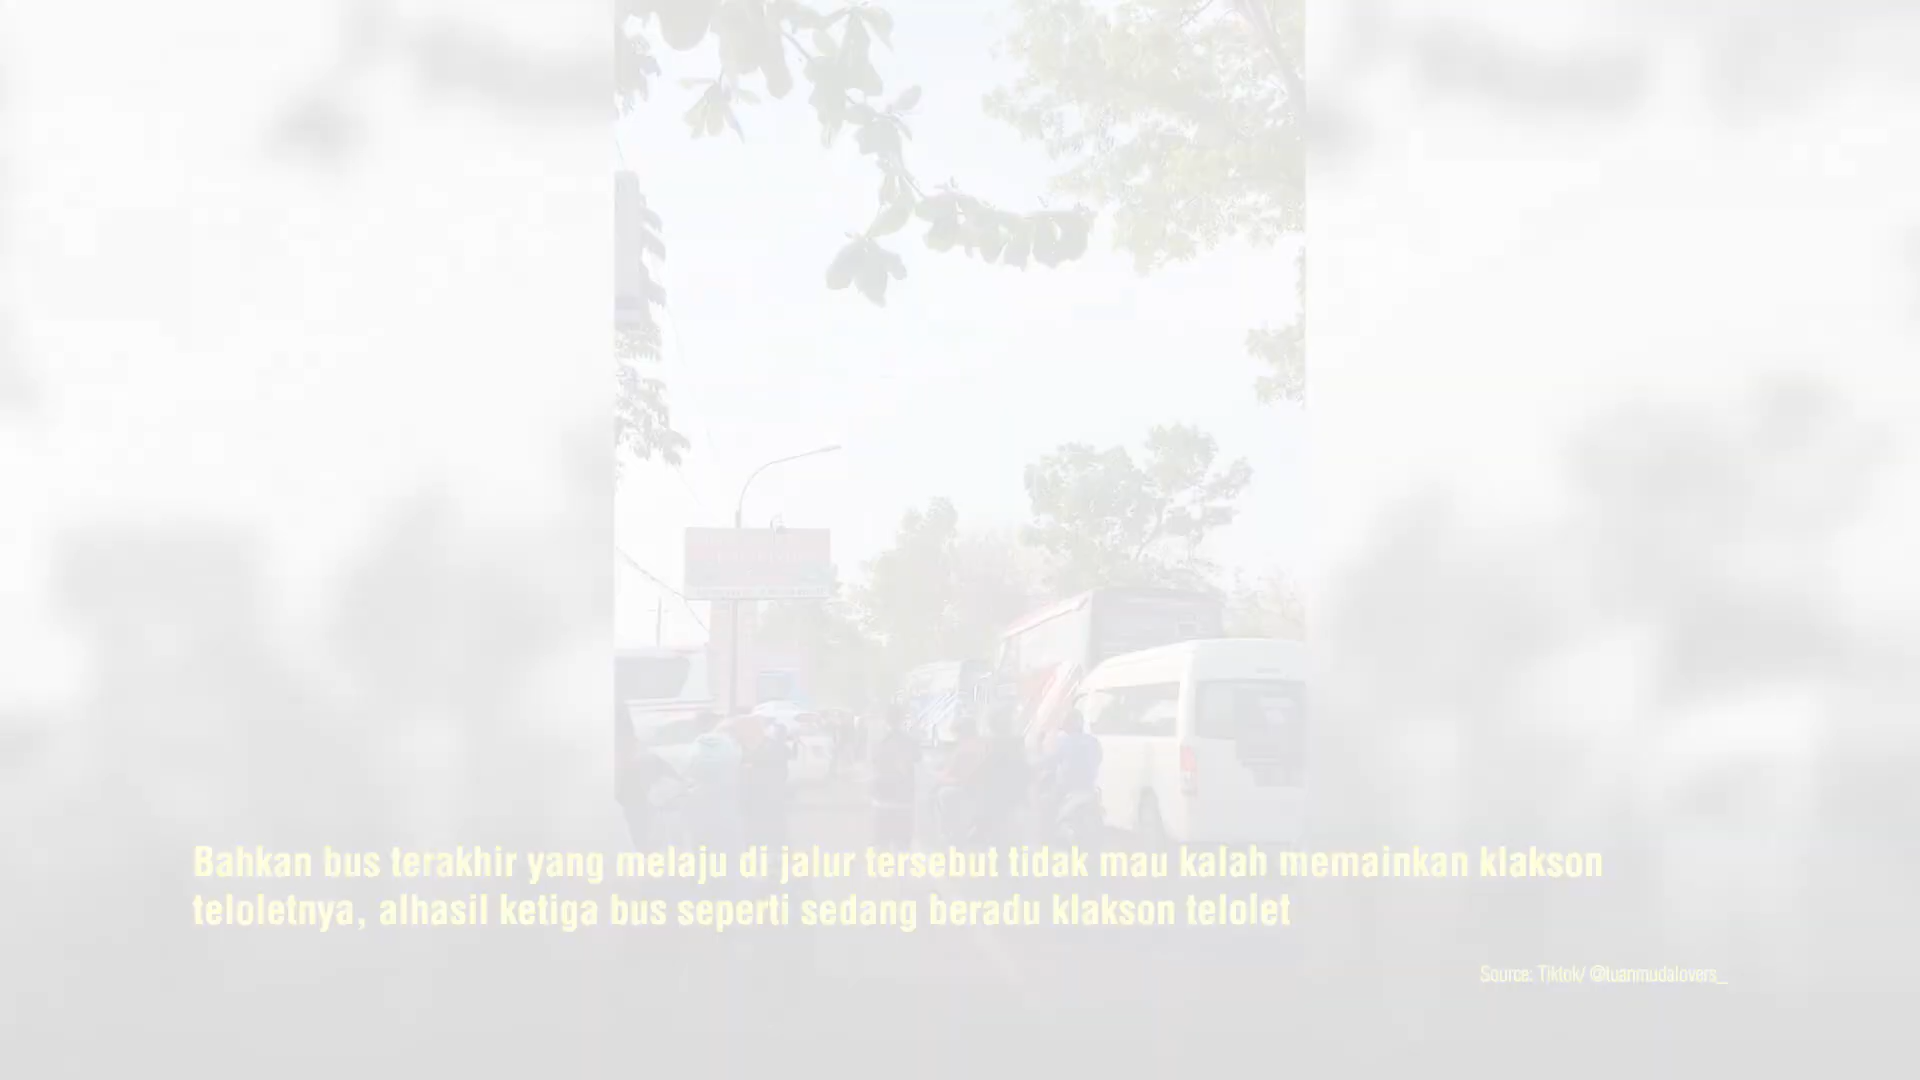 Bahkan bus terakhir yang melaju di jalur tersebut tidak mau kalah memainkan klakson
teloletnya, alhasil ketiga bus seperti sedang beradu klakson telolet
Source: Tiktok/ @tuanmudalovers_